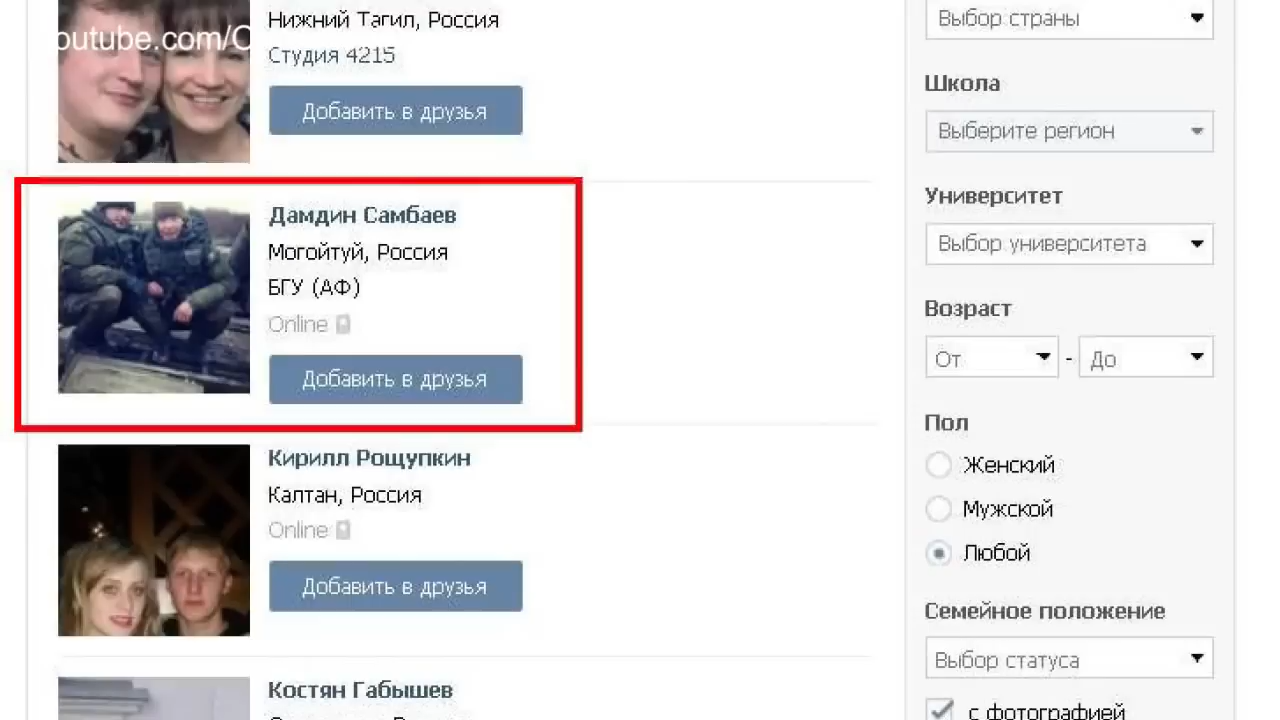 outube.com/C
Нижний Тагил, Россия
Студия 4215
Добавить в друзья
Дамдин Самбаев
Могойтуй, Россия
БГУ (АФ)
Online
Добавить в друзья
Кирилл Рощупкин
Калтан, Россия
Online
Добавить в друзья
Костян Габышев
Выбор страны
Школа
Выберите регион
Университет
Выбор университета
Возраст
От - До
Пол
Женский
Мужской
Любой
Семейное положение
Выбор статуса
с фотографией